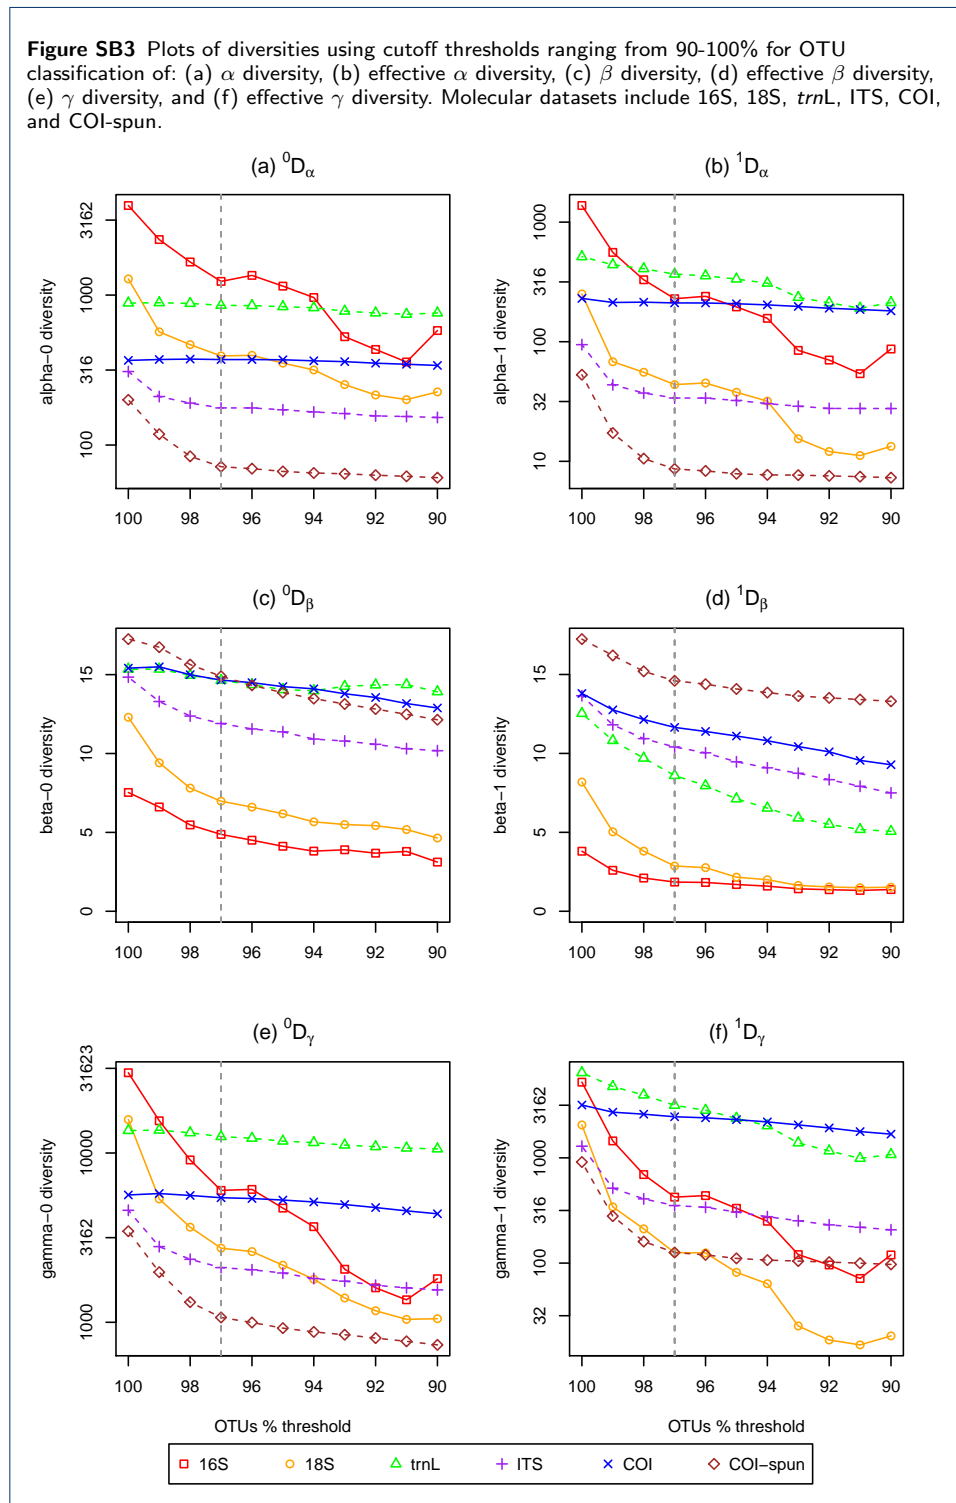 Figure SB3 Plots of diversities using cutoff thresholds ranging from 90-100% for OTU
classification of: (a) α diversity, (b) effective α diversity, (c) β diversity, (d) effective β diversity,
(e) γ diversity, and (f) effective γ diversity. Molecular datasets include 16S, 18S, trnL, ITS, COI,
and COI-spun.
(a) ⁰Dα
alpha−0 diversity
3162
1000
316
100
100 98 96 94 92 90
(b) ¹Dα
alpha−1 diversity
1000
316
100
32
10
100 98 96 94 92 90
(c) ⁰Dβ
beta−0 diversity
15
10
5
0
100 98 96 94 92 90
(d) ¹Dβ
beta−1 diversity
15
10
5
0
100 98 96 94 92 90
(e) ⁰Dγ
gamma−0 diversity
31623
10000
3162
1000
100 98 96 94 92 90
OTUs % threshold
(f) ¹Dγ
gamma−1 diversity
3162
1000
316
100
32
100 98 96 94 92 90
OTUs % threshold
16S 18S trnL ITS COI COI−spun